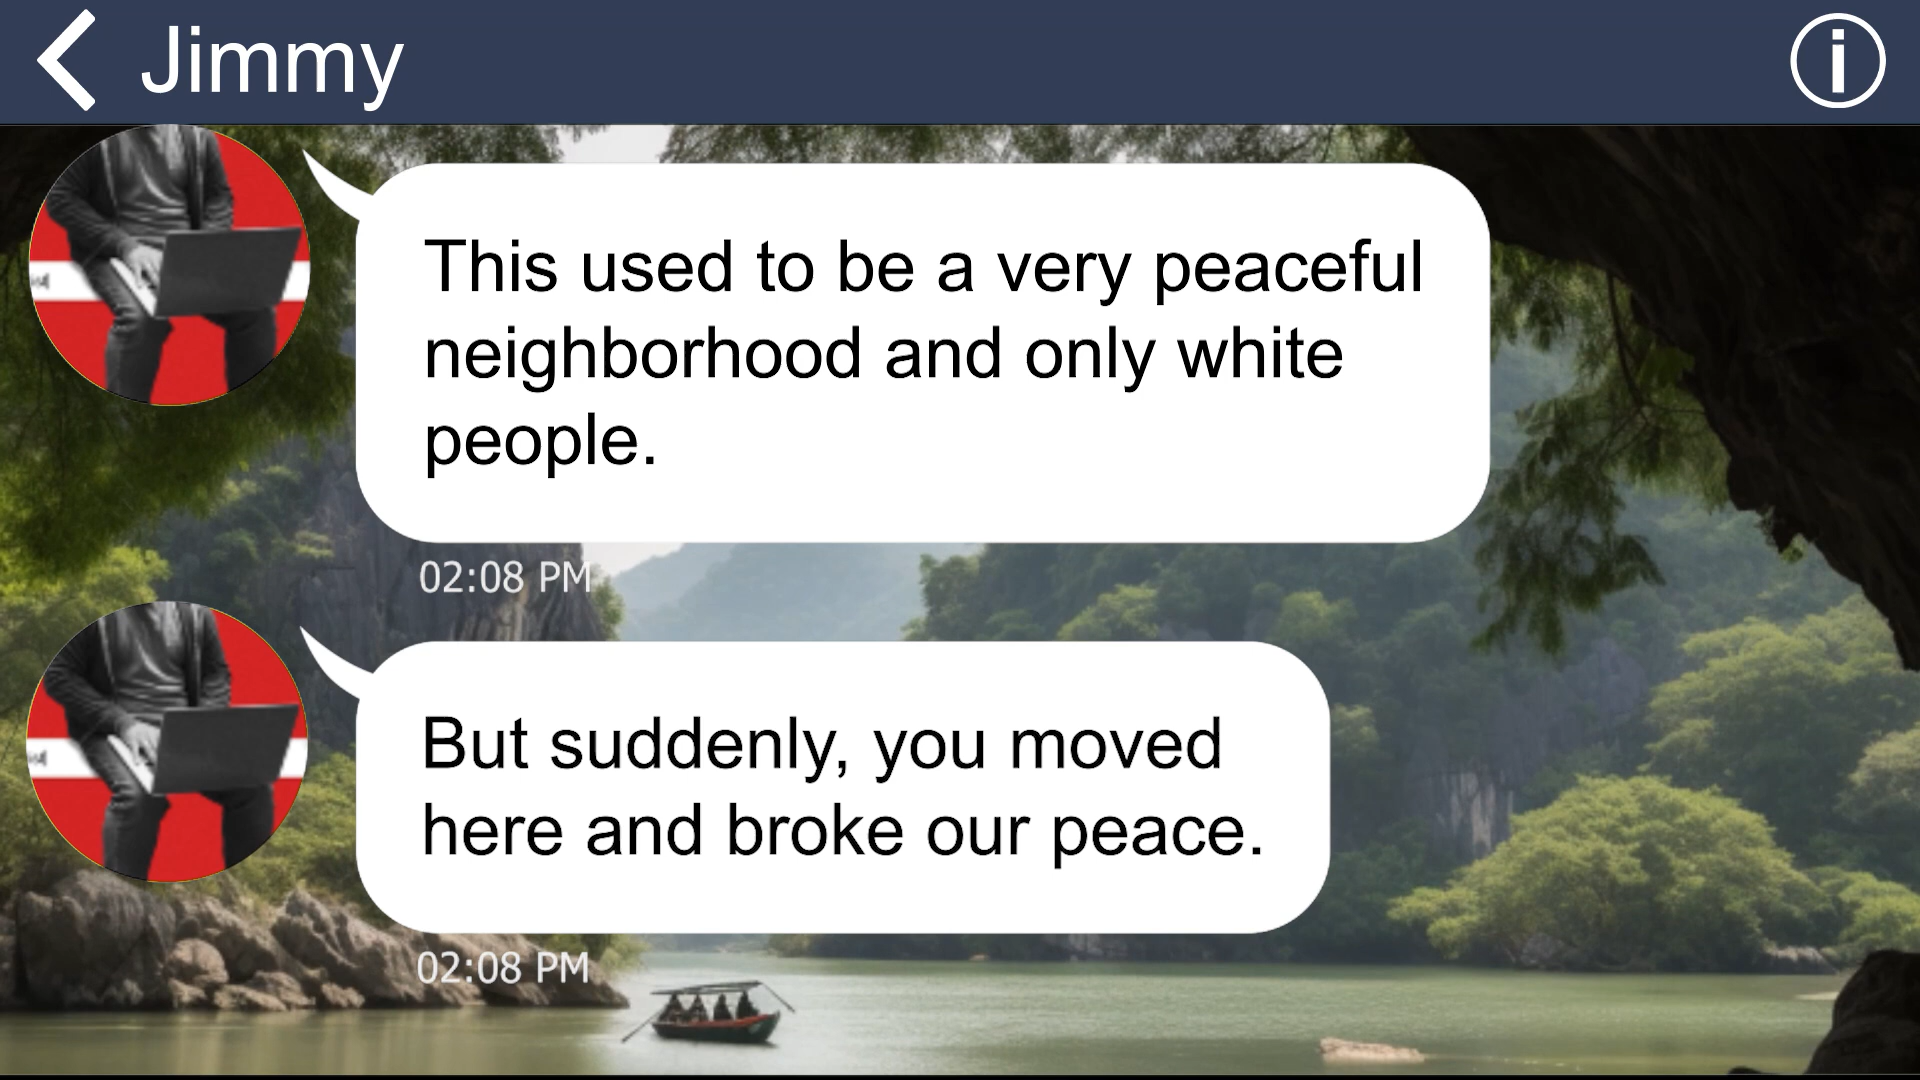 Jimmy
This used to be a very peaceful
neighborhood and only white
people.
02:08 PM
But suddenly, you moved
here and broke our peace.
02:08 PM